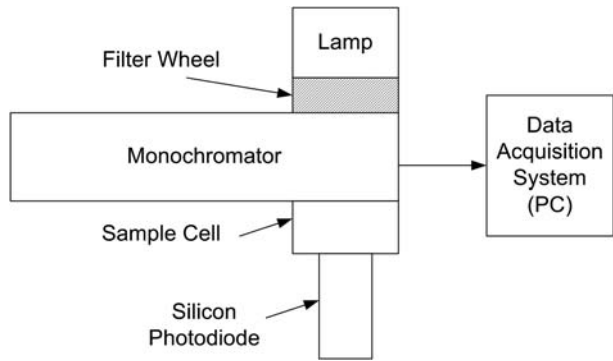 Lamp
Filter Wheel
Monochromator
Data
Acquisition
System
(PC)
Sample Cell
Silicon
Photodiode